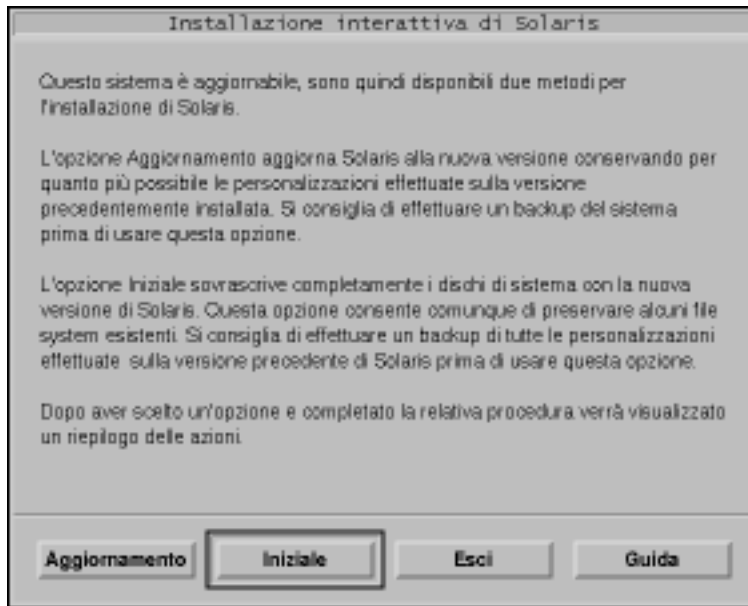 Installazione interattiva di Solaris
Questo sistema è aggiornabile, sono quindi disponibili due metodi per
l'installazione di Solaris.
L'opzione Aggiornamento aggiorna Solaris alla nuova versione conservando per
quanto più possibile le personalizzazioni effettuate sulla versione
precedentemente installata. Si consiglia di effettuare un backup del sistema
prima di usare questa opzione.
L'opzione Iniziale sovrascrive completamente i dischi di sistema con la nuova
versione di Solaris. Questa opzione consente comunque di preservare alcuni file
system esistenti. Si consiglia di effettuare un backup di tutte le personalizzazioni
effettuate sulla versione precedente di Solaris prima di usare questa opzione.
Dopo aver scelto un'opzione e completato la relativa procedura verrà visualizzato
un riepilogo delle azioni.
Aggiornamento Iniziale Esci Guida